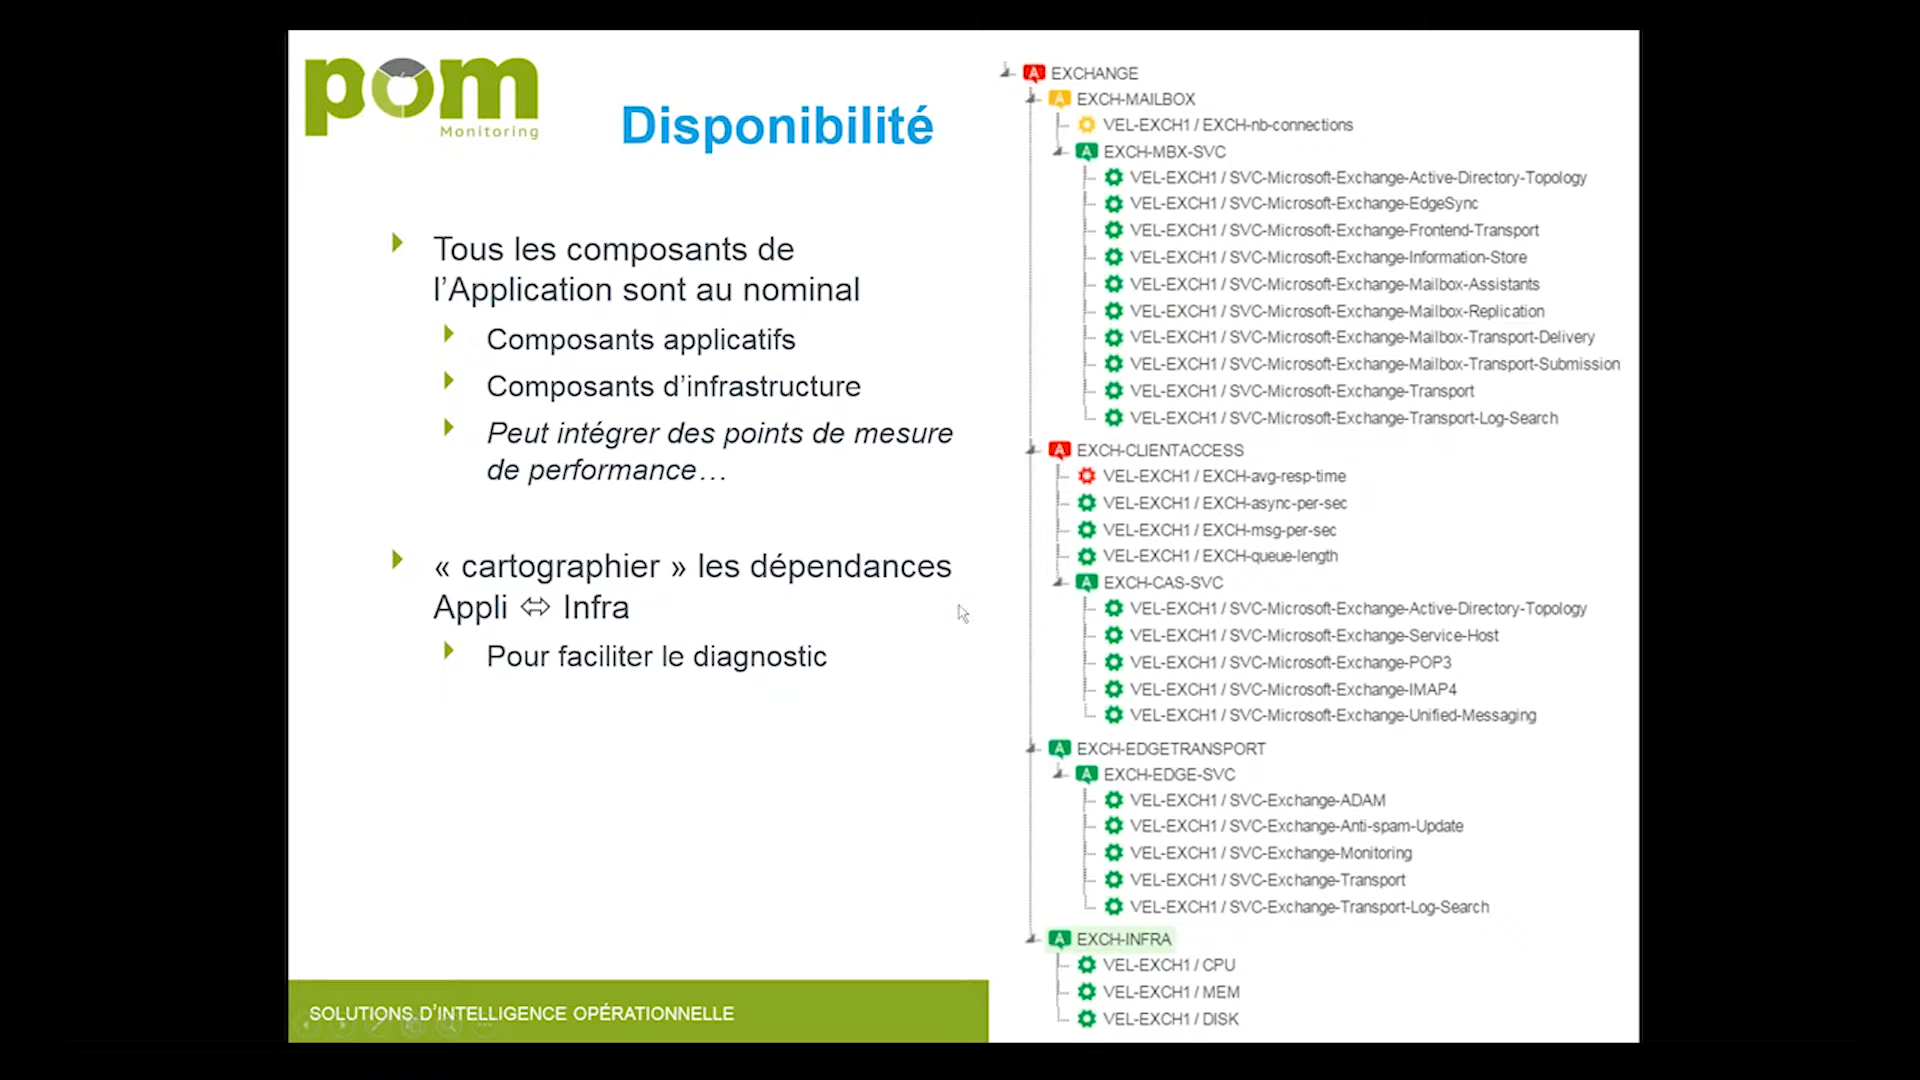 pom
Monitoring
Disponibilité
Tous les composants de
l’Application sont au nominal
Composants applicatifs
Composants d’infrastructure
Peut intégrer des points de mesure
de performance…
« cartographier » les dépendances
Appli ⇔ Infra
Pour faciliter le diagnostic
SOLUTIONS D’INTELLIGENCE OPÉRATIONNELLE
A EXCHANGE
A EXCH-MAILBOX
VEL-EXCH1 / EXCH-nb-connections
A EXCH-MBX-SVC
VEL-EXCH1 / SVC-Microsoft-Exchange-Active-Directory-Topology
VEL-EXCH1 / SVC-Microsoft-Exchange-EdgeSync
VEL-EXCH1 / SVC-Microsoft-Exchange-Frontend-Transport
VEL-EXCH1 / SVC-Microsoft-Exchange-Information-Store
VEL-EXCH1 / SVC-Microsoft-Exchange-Mailbox-Assistants
VEL-EXCH1 / SVC-Microsoft-Exchange-Mailbox-Replication
VEL-EXCH1 / SVC-Microsoft-Exchange-Mailbox-Transport-Delivery
VEL-EXCH1 / SVC-Microsoft-Exchange-Mailbox-Transport-Submission
VEL-EXCH1 / SVC-Microsoft-Exchange-Transport
VEL-EXCH1 / SVC-Microsoft-Exchange-Transport-Log-Search
A EXCH-CLIENTACCESS
VEL-EXCH1 / EXCH-avg-resp-time
VEL-EXCH1 / EXCH-async-per-sec
VEL-EXCH1 / EXCH-msg-per-sec
VEL-EXCH1 / EXCH-queue-length
A EXCH-CAS-SVC
VEL-EXCH1 / SVC-Microsoft-Exchange-Active-Directory-Topology
VEL-EXCH1 / SVC-Microsoft-Exchange-Service-Host
VEL-EXCH1 / SVC-Microsoft-Exchange-POP3
VEL-EXCH1 / SVC-Microsoft-Exchange-IMAP4
VEL-EXCH1 / SVC-Microsoft-Exchange-Unified-Messaging
A EXCH-EDGETRANSPORT
A EXCH-EDGE-SVC
VEL-EXCH1 / SVC-Exchange-ADAM
VEL-EXCH1 / SVC-Exchange-Anti-spam-Update
VEL-EXCH1 / SVC-Exchange-Monitoring
VEL-EXCH1 / SVC-Exchange-Transport
VEL-EXCH1 / SVC-Exchange-Transport-Log-Search
A EXCH-INFRA
VEL-EXCH1 / CPU
VEL-EXCH1 / MEM
VEL-EXCH1 / DISK